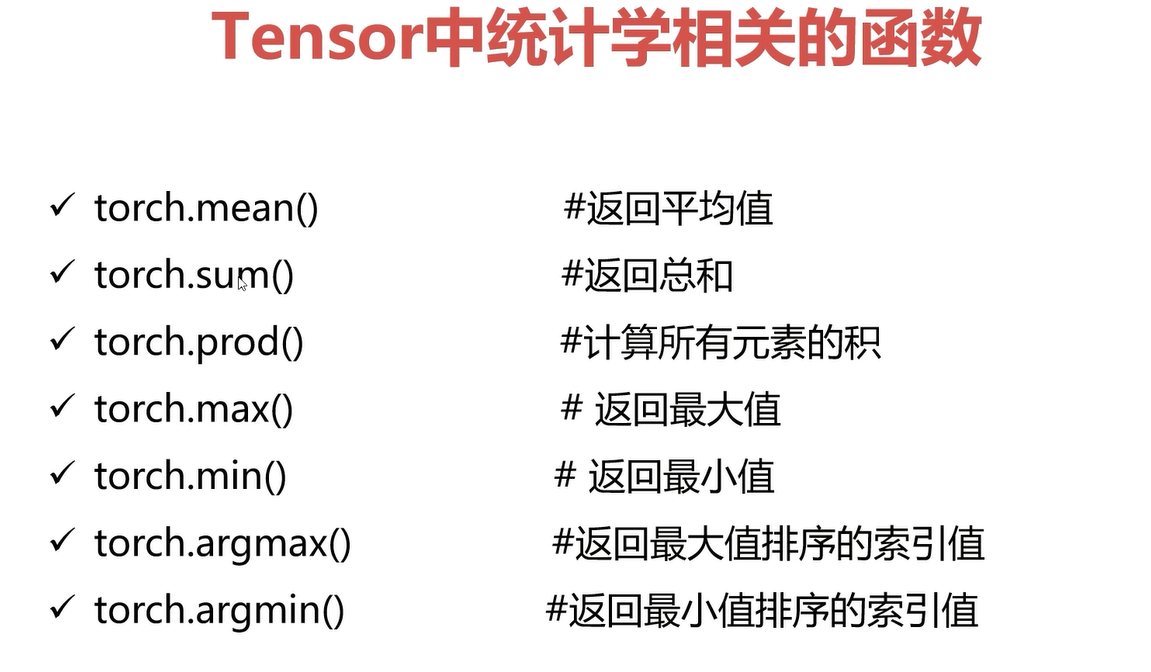 Tensor中统计学相关的函数
✓ torch.mean() #返回平均值
✓ torch.sum() #返回总和
✓ torch.prod() #计算所有元素的积
✓ torch.max() # 返回最大值
✓ torch.min() # 返回最小值
✓ torch.argmax() #返回最大值排序的索引值
✓ torch.argmin() #返回最小值排序的索引值